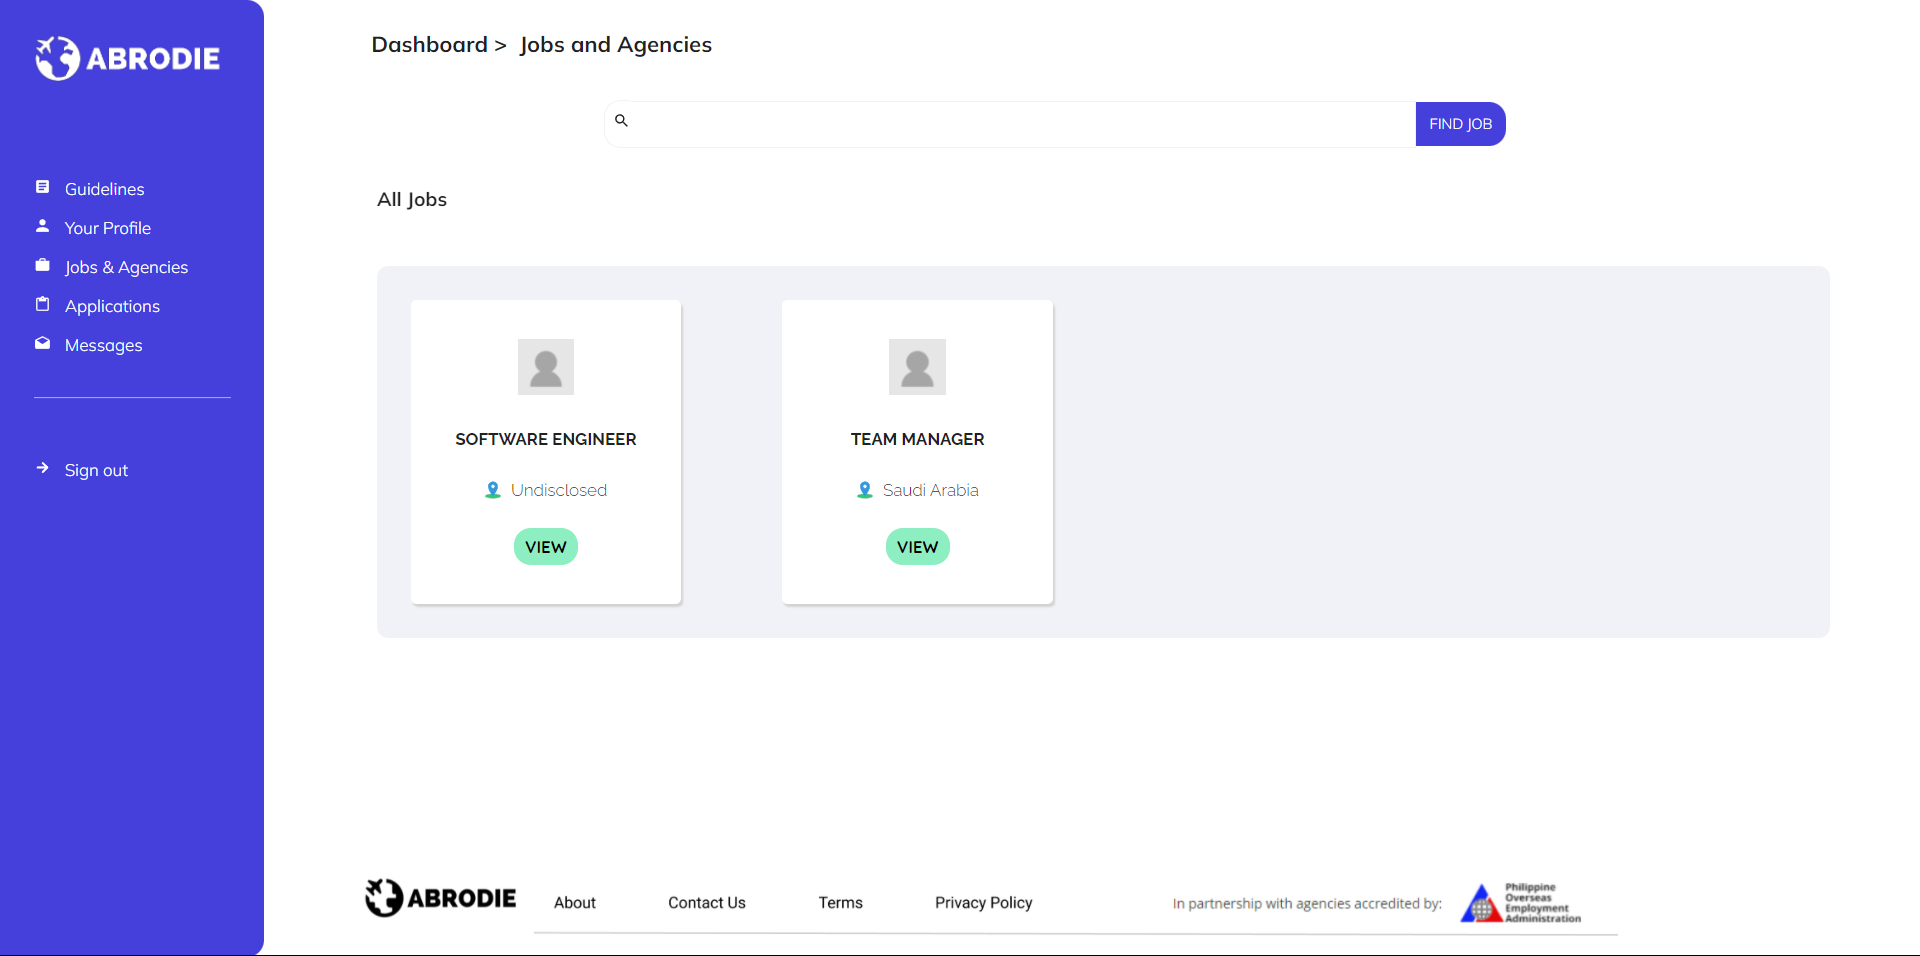 ABRODIE
Guidelines
Your Profile
Jobs & Agencies
Applications
Messages
Sign out
Dashboard > Jobs and Agencies
FIND JOB
All Jobs
SOFTWARE ENGINEER
Undisclosed
VIEW
TEAM MANAGER
Saudi Arabia
VIEW
ABRODIE
About
Contact Us
Terms
Privacy Policy
In partnership with agencies accredited by:
Philippine
Overseas
Employment
Administration